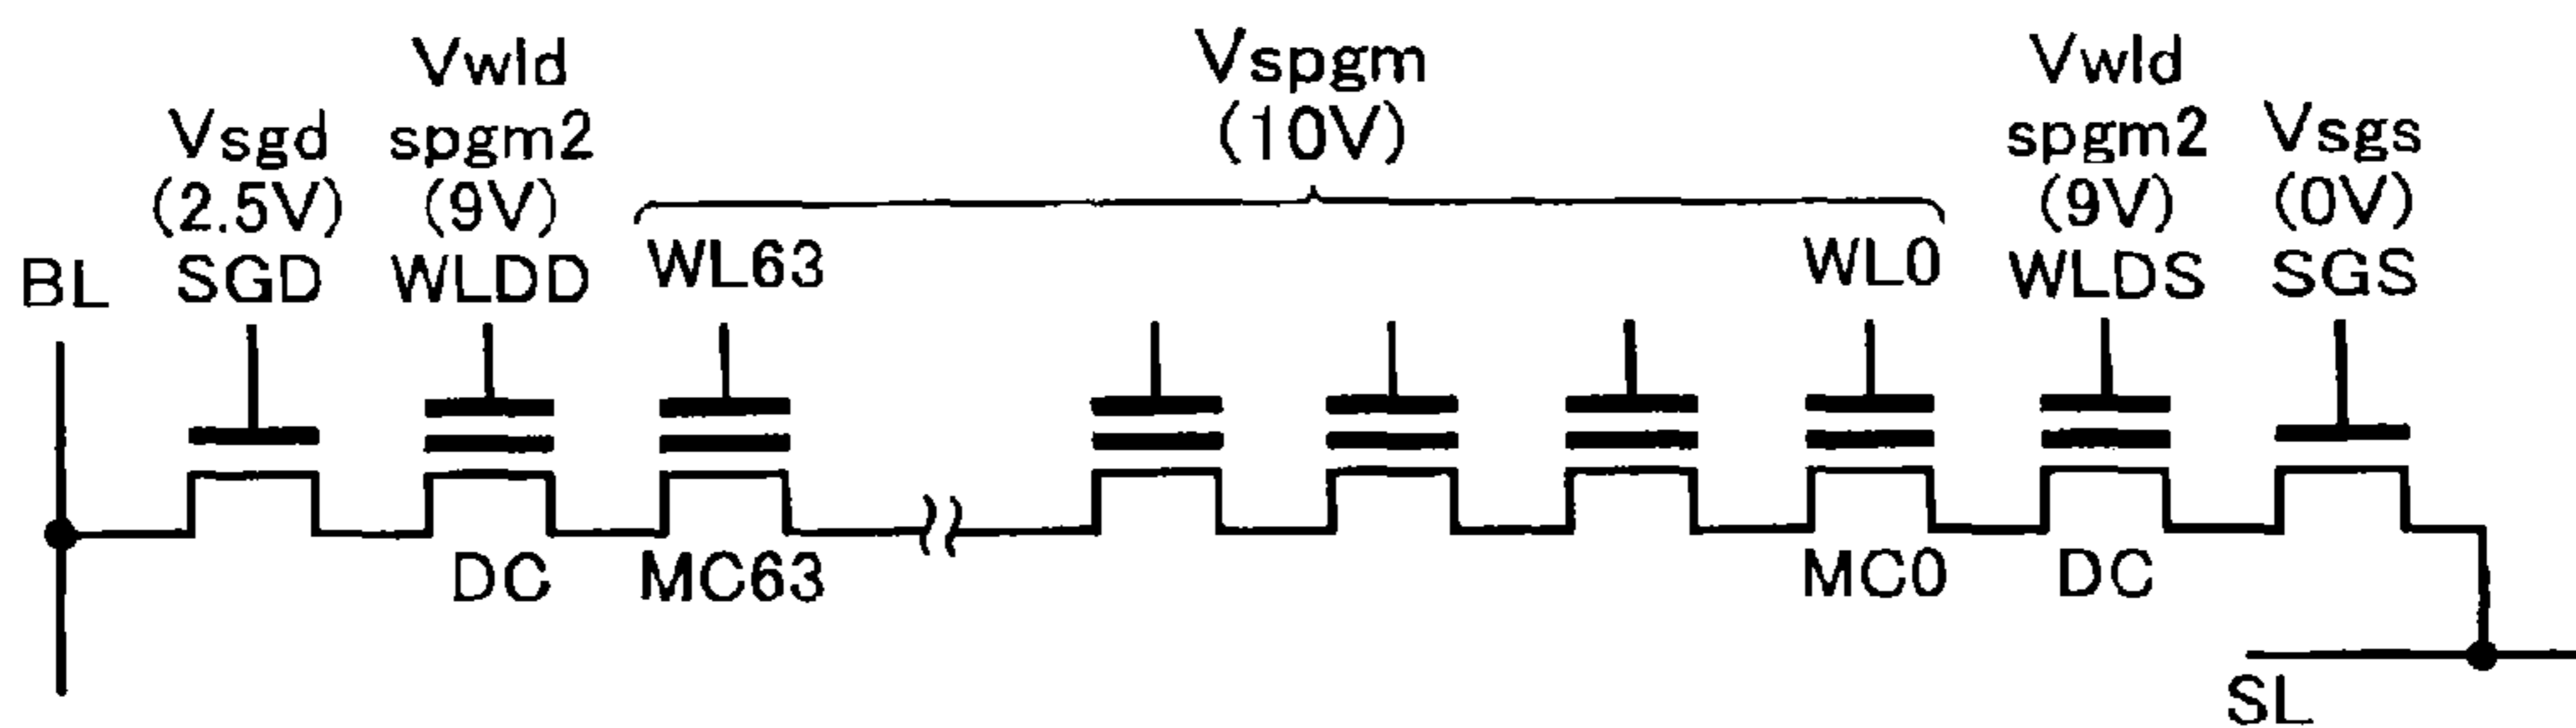 Vwld
Vspgm
Vwld
Vsgd
spgm2
(10V)
spgm2
Vsgs
(2.5V)
(9V)
(9V)
(0V)
BL
SGD
WLDD
WL63
WL0
WLDS
SGS
DC
MC63
MC0
DC
SL